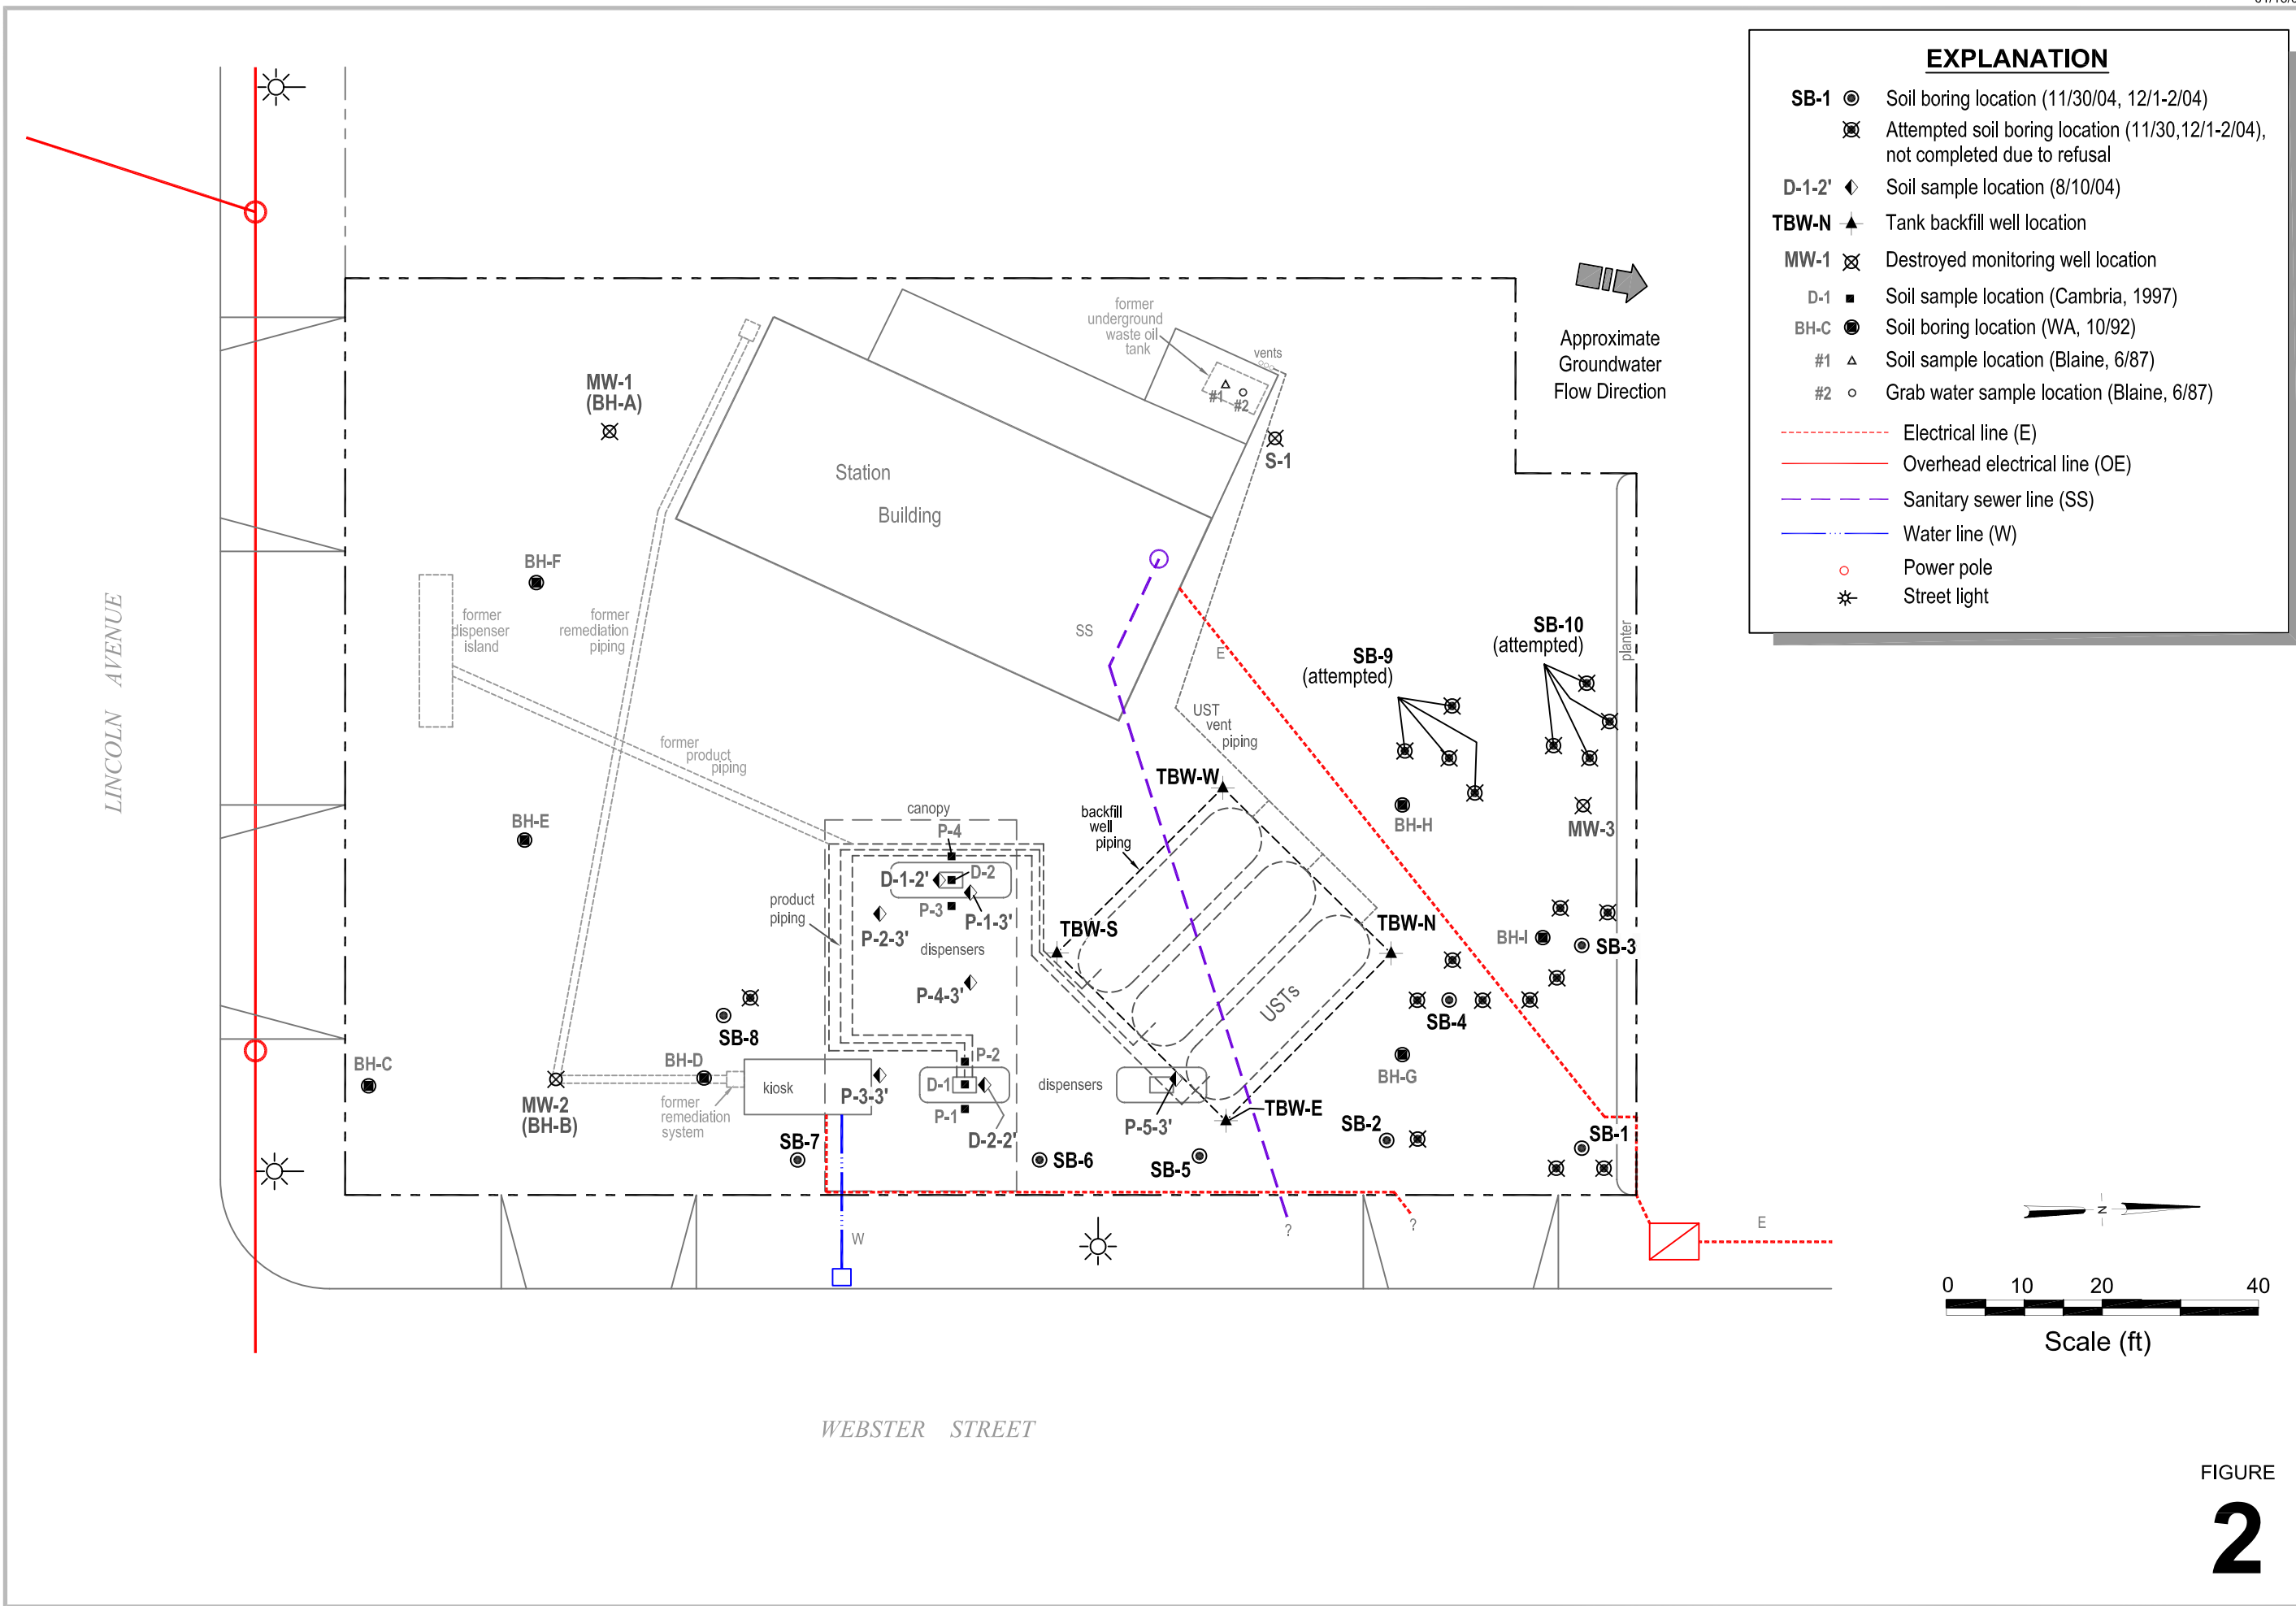 EXPLANATION
SB-1 Soil boring location (11/30/04, 12/1-2/04)
Attempted soil boring location (11/30,12/1-2/04),
not completed due to refusal
D-1-2' Soil sample location (8/10/04)
TBW-N Tank backfill well location
MW-1 Destroyed monitoring well location
D-1 Soil sample location (Cambria, 1997)
BH-C Soil boring location (WA, 10/92)
#1 Soil sample location (Blaine, 6/87)
#2 Grab water sample location (Blaine, 6/87)
Electrical line (E)
Overhead electrical line (OE)
Sanitary sewer line (SS)
Water line (W)
Power pole
Street light
Approximate
Groundwater
Flow Direction
former
underground
waste oil
tank
vents
#1
#2
S-1
MW-1
(BH-A)
Station
Building
BH-F
former
dispenser
island
former
remediation
piping
SS
E
SB-10
(attempted)
SB-9
(attempted)
planter
LINCOLN AVENUE
UST
vent
piping
former
product
piping
TBW-W
canopy
backfill
well
piping
BH-E
P-4
BH-H
MW-3
D-1-2'
D-2
product
piping
P-3
P-1-3'
P-2-3'
dispensers
TBW-S
TBW-N
BH-I
SB-3
P-4-3'
USTs
SB-4
SB-8
P-2
BH-C
BH-D
kiosk
P-3-3'
D-1
dispensers
BH-G
MW-2
(BH-B)
former
remediation
system
P-1
D-2-2'
P-5-3'
TBW-E
SB-2
SB-1
SB-7
SB-6
SB-5
W
?
?
E
N
0 10 20 40
Scale (ft)
WEBSTER STREET
FIGURE
2